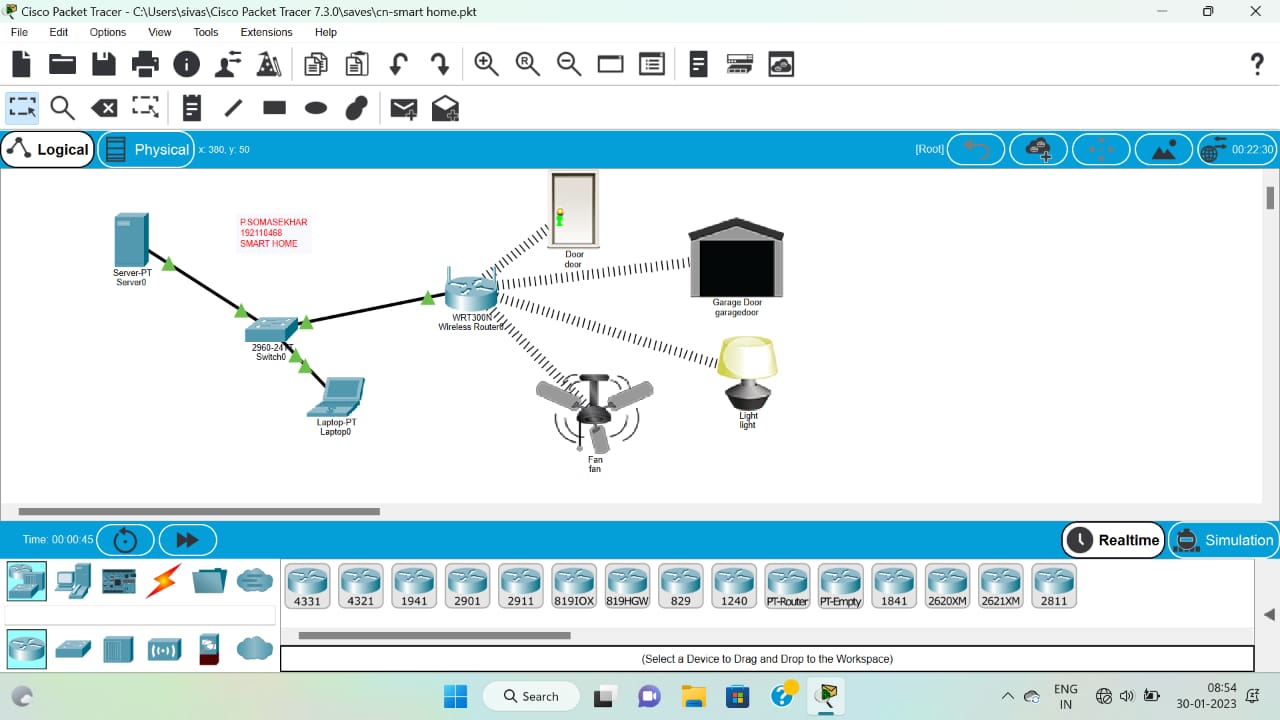 Cisco Packet Tracer - C:\Users\sivas\Cisco Packet Tracer 7.3.0\saves\cn-smart home.pkt
File Edit Options View Tools Extensions Help
Logical Physical x: 380, y: 50 [Root] 00:22:30
P.SOMASEKHAR
192110468
SMART HOME
Server-PT
Server0
Door
door
Garage Door
garagedoor
WRT300N
Wireless Router0
2960-24TT
Switch0
Light
light
Laptop-PT
Laptop0
Fan
fan
Time: 00:00:45 Realtime Simulation
4331 4321 1941 2901 2911 819IOX 819HGW 829 1240 PT-Router PT-Empty 1841 2620XM 2621XM 2811
(Select a Device to Drag and Drop to the Workspace)
Search
ENG
IN
08:54
30-01-2023